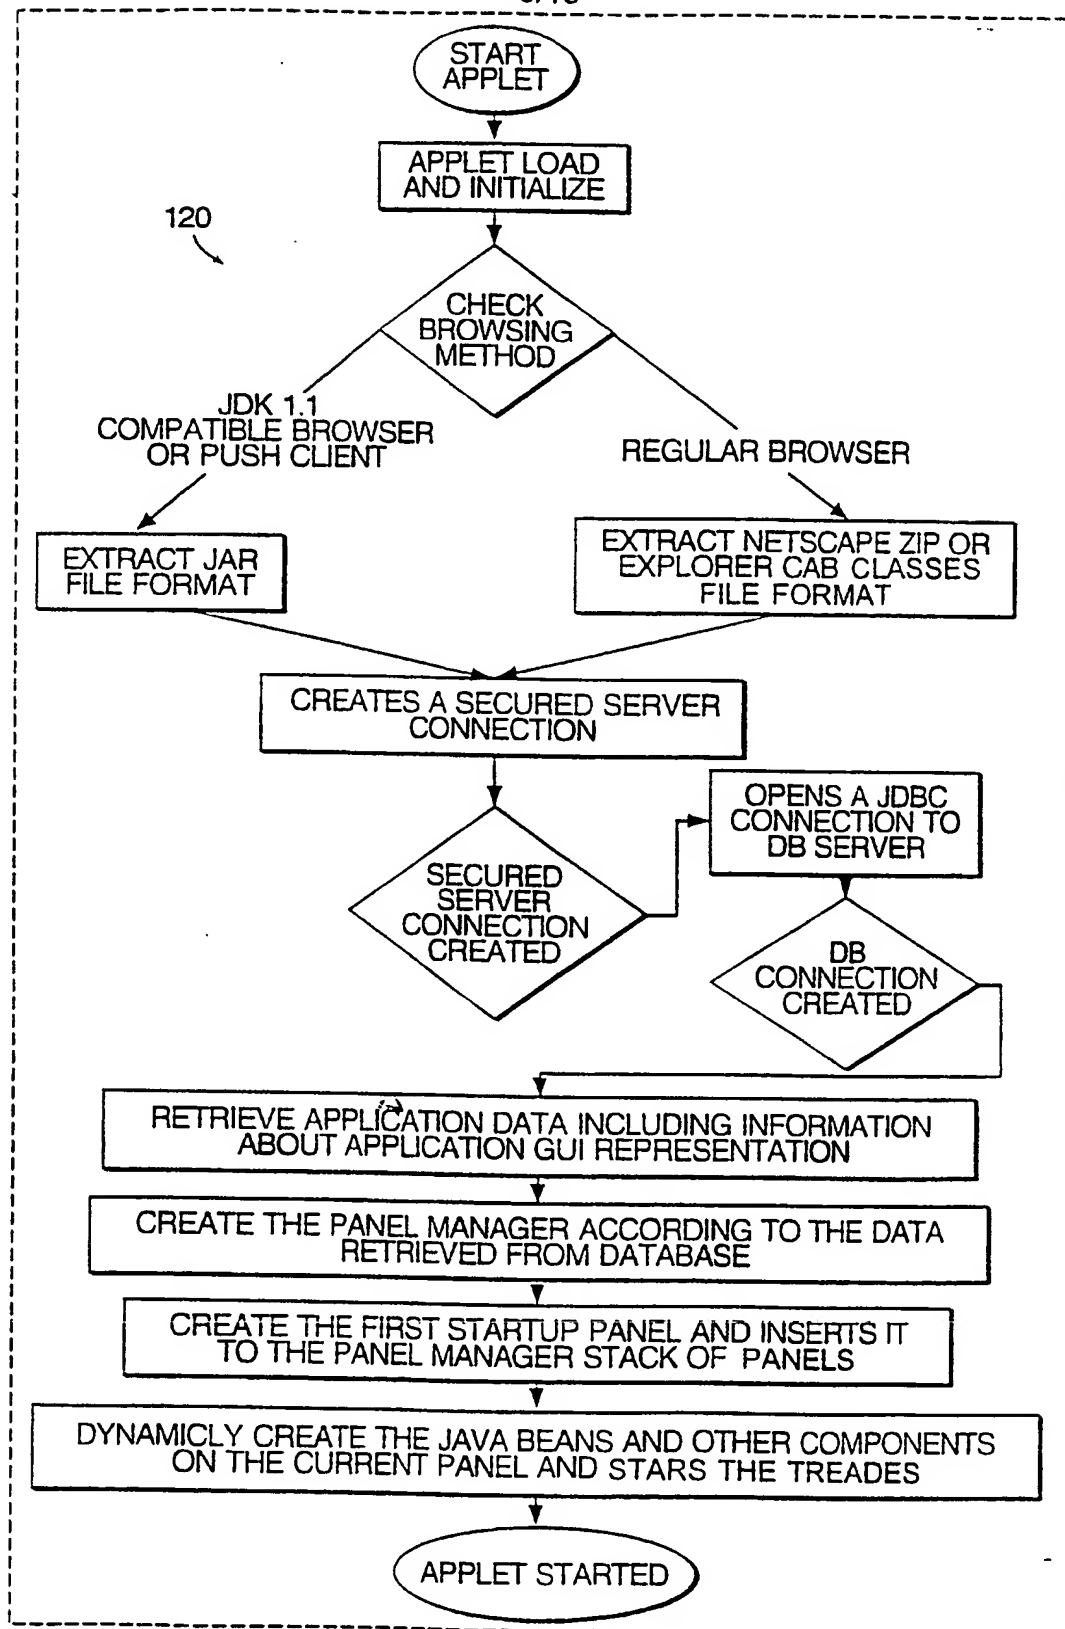 START
APPLET
APPLET LOAD
AND INITIALIZE
120
CHECK
BROWSING
METHOD
JDK 1.1
COMPATIBLE BROWSER
OR PUSH CLIENT
REGULAR BROWSER
EXTRACT JAR
FILE FORMAT
EXTRACT NETSCAPE ZIP OR
EXPLORER CAB CLASSES
FILE FORMAT
CREATES A SECURED SERVER
CONNECTION
OPENS A JDBC
CONNECTION TO
DB SERVER
SECURED
SERVER
CONNECTION
CREATED
DB
CONNECTION
CREATED
RETRIEVE APPLICATION DATA INCLUDING INFORMATION
ABOUT APPLICATION GUI REPRESENTATION
CREATE THE PANEL MANAGER ACCORDING TO THE DATA
RETRIEVED FROM DATABASE
CREATE THE FIRST STARTUP PANEL AND INSERTS IT
TO THE PANEL MANAGER STACK OF PANELS
DYNAMICLY CREATE THE JAVA BEANS AND OTHER COMPONENTS
ON THE CURRENT PANEL AND STARS THE TREADES
APPLET STARTED